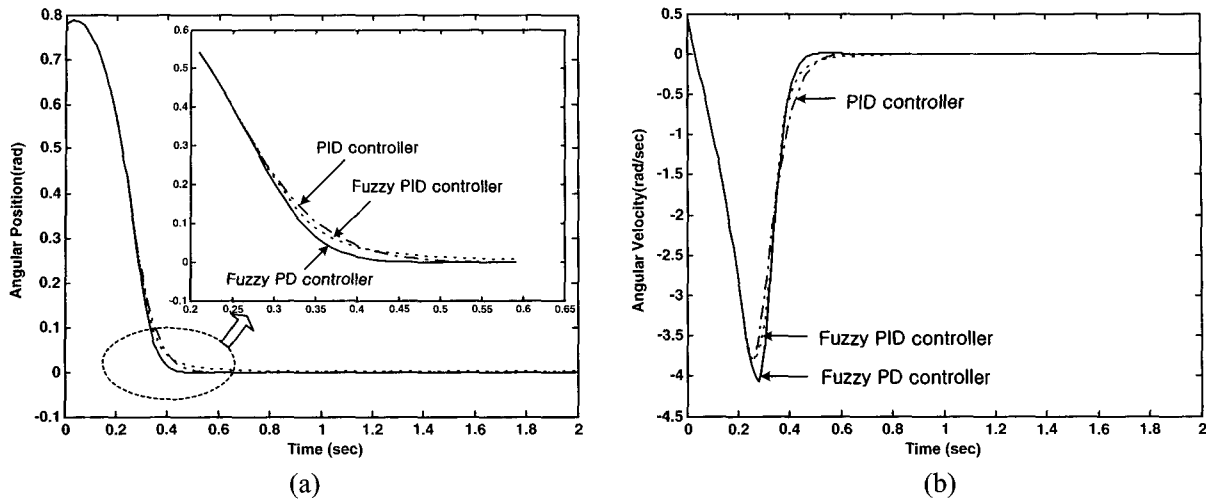 0.8
0.7
0.6
0.5
0.4
0.3
0.2
0.1
0
-0.1
Angular Position(rad)
0.6
0.5
0.4
0.3
0.2
0.1
0
-0.1
PID controller
Fuzzy PID controller
Fuzzy PD controller
0.2 0.25 0.3 0.35 0.4 0.45 0.5 0.55 0.6 0.65
0 0.2 0.4 0.6 0.8 1 1.2 1.4 1.6 1.8 2
Time (sec)
(a)
0.5
0
-0.5
-1
-1.5
-2
-2.5
-3
-3.5
-4
-4.5
Angular Velocity(rad/sec)
PID controller
Fuzzy PID controller
Fuzzy PD controller
0 0.2 0.4 0.6 0.8 1 1.2 1.4 1.6 1.8 2
Time (sec)
(b)